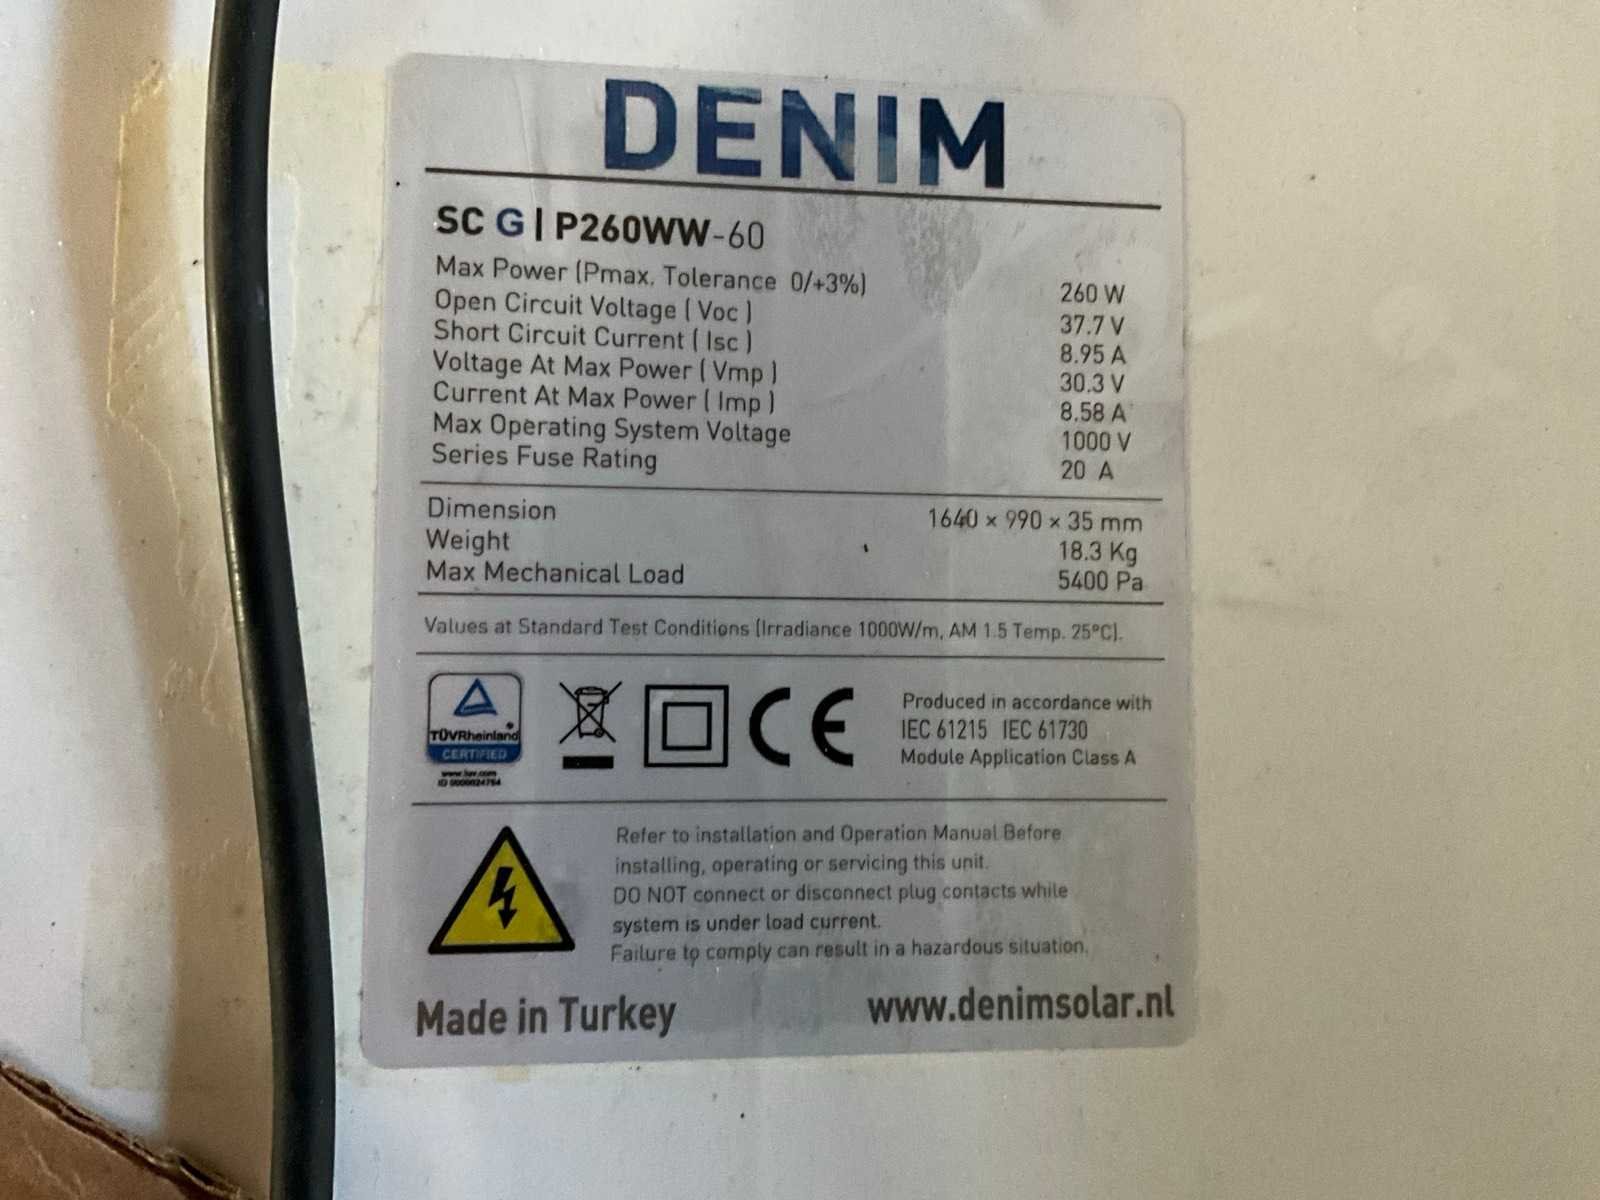 DENIM
SC G | P260WW-60
Max Power (Pmax, Tolerance 0/+3%) 260 W
Open Circuit Voltage ( Voc ) 37.7 V
Short Circuit Current ( Isc ) 8.95 A
Voltage At Max Power ( Vmp ) 30.3 V
Current At Max Power ( Imp ) 8.58 A
Max Operating System Voltage 1000 V
Series Fuse Rating 20 A
Dimension 1640 × 990 × 35 mm
Weight 18.3 Kg
Max Mechanical Load 5400 Pa
Values at Standard Test Conditions (Irradiance 1000W/m, AM 1.5 Temp. 25°C).
TÜVRheinland
CERTIFIED
www.tuv.com
ID 0000024764
CE
Produced in accordance with
IEC 61215 IEC 61730
Module Application Class A
Refer to installation and Operation Manual Before
installing, operating or servicing this unit.
DO NOT connect or disconnect plug contacts while
system is under load current.
Failure to comply can result in a hazardous situation.
Made in Turkey www.denimsolar.nl